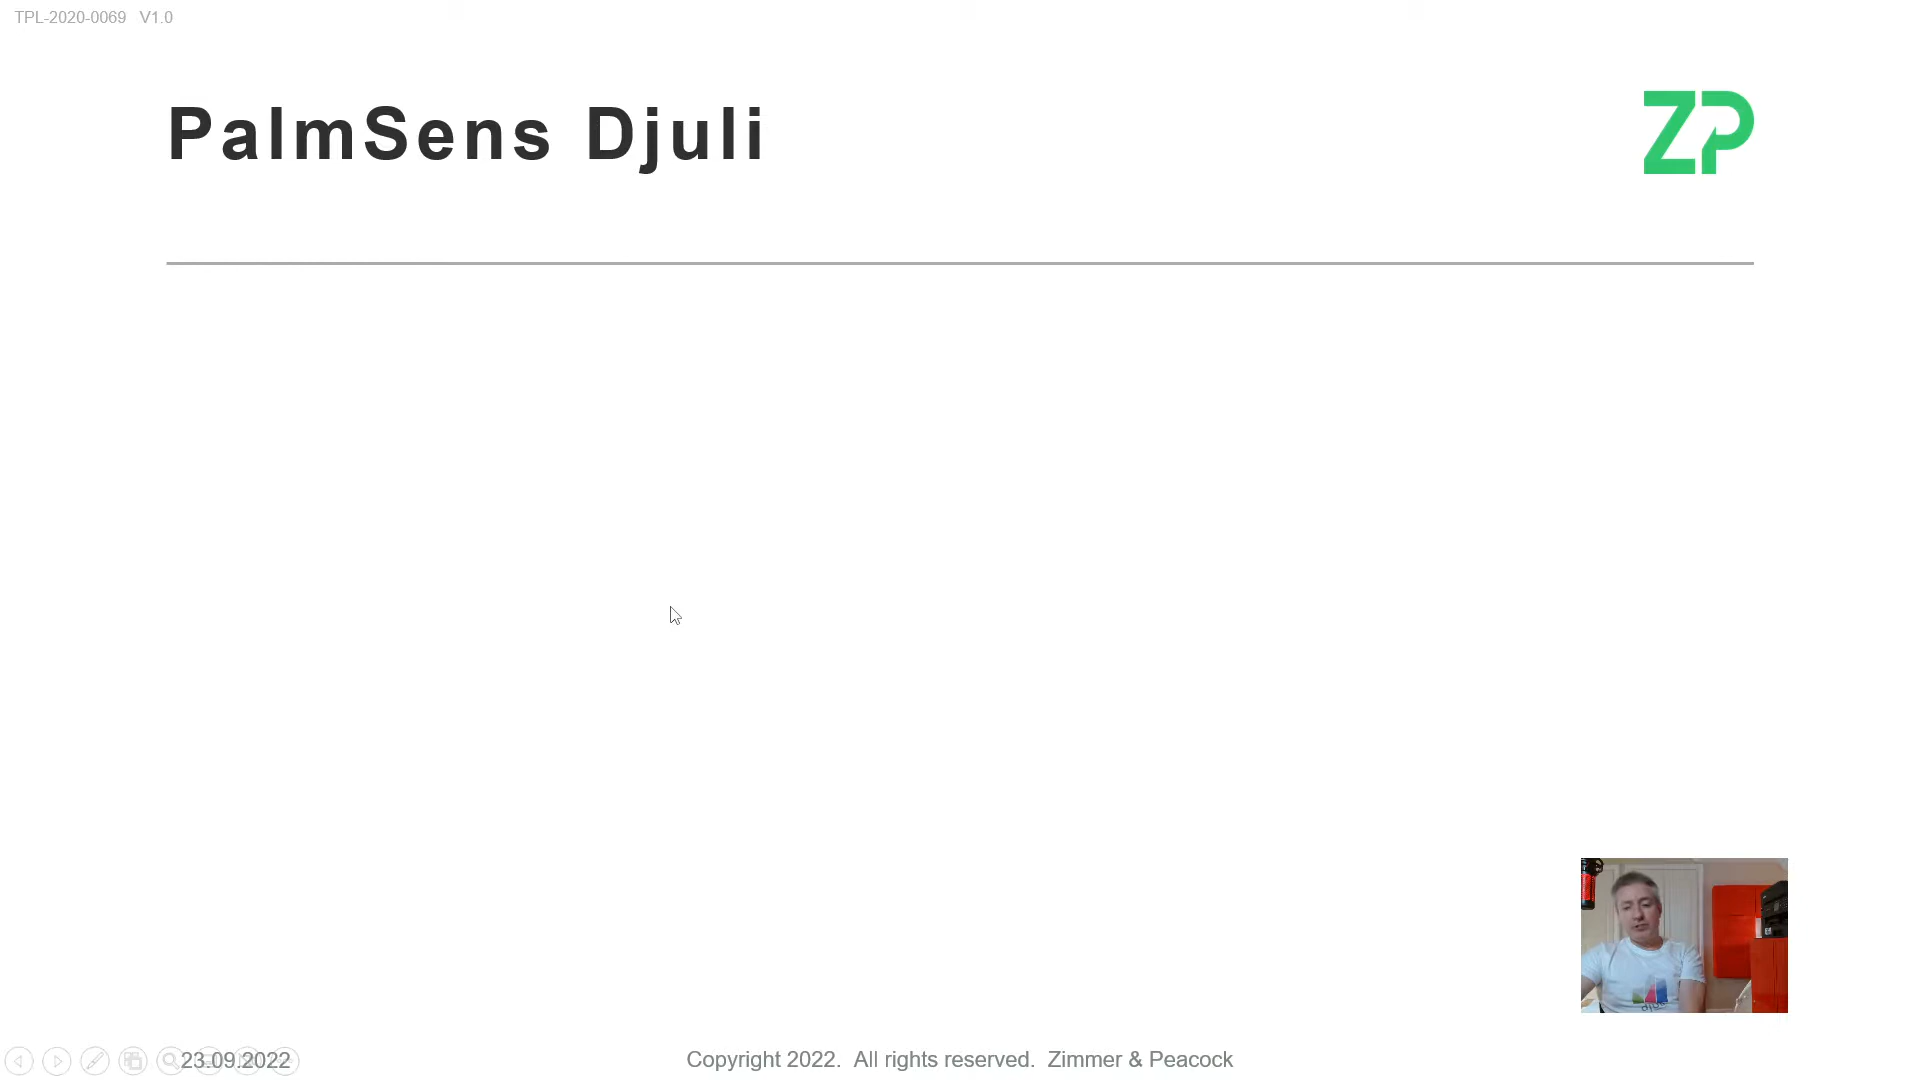 TPL-2020-0069 V1.0
PalmSens Djuli
ZP
23.09.2022
Copyright 2022. All rights reserved. Zimmer & Peacock